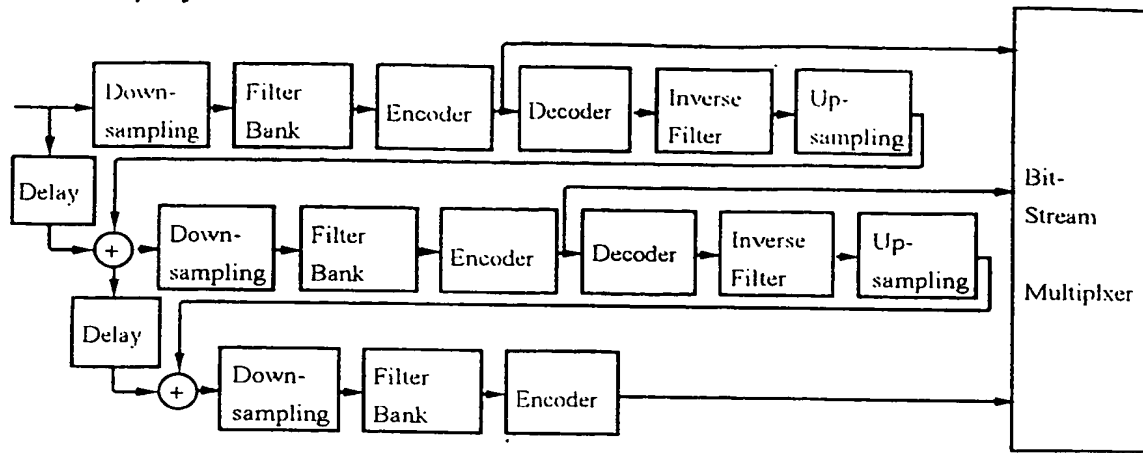 Down-
sampling
Filter
Bank
Encoder
Decoder
Inverse
Filter
Up-
sampling
Delay
+
Down-
sampling
Filter
Bank
Encoder
Decoder
Inverse
Filter
Up-
sampling
Delay
+
Down-
sampling
Filter
Bank
Encoder
Bit-
Stream
Multiplxer